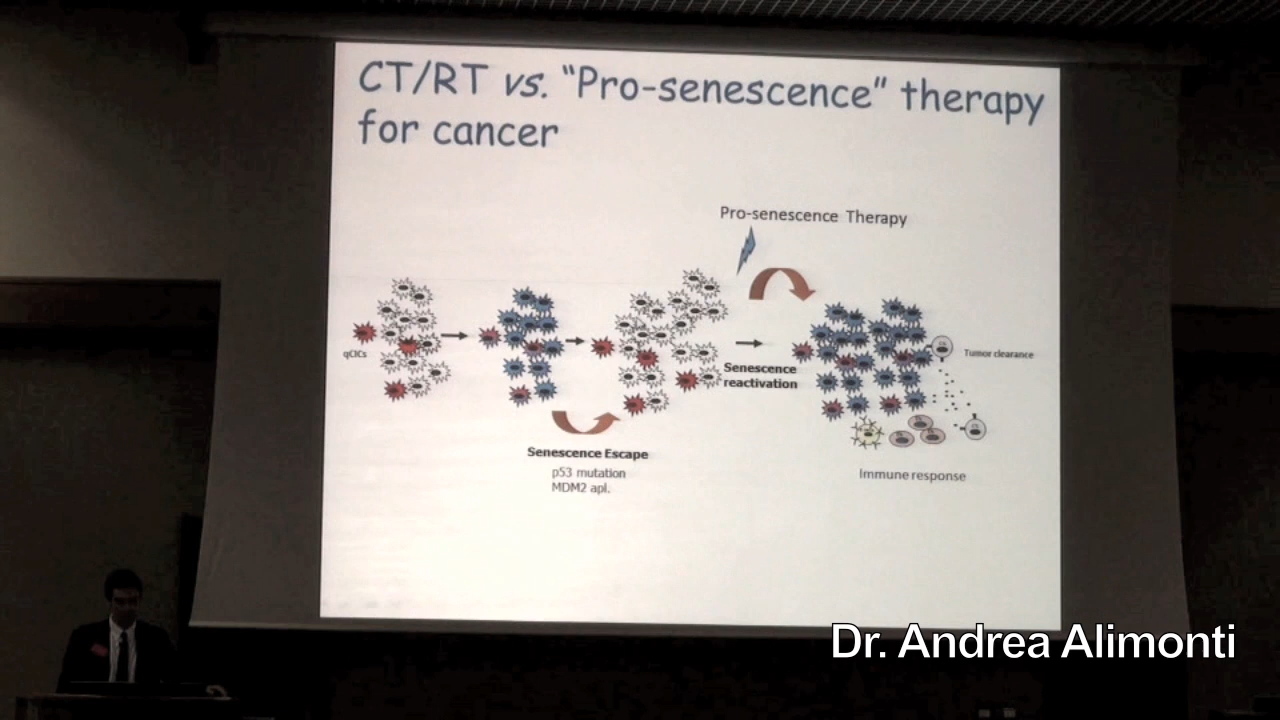 CT/RT vs. “Pro-senescence” therapy
for cancer
Pro-senescence Therapy
qCICs
Tumor clearance
Senescence
reactivation
Senescence Escape
p53 mutation
MDM2 apl.
Immune response
Dr. Andrea Alimonti